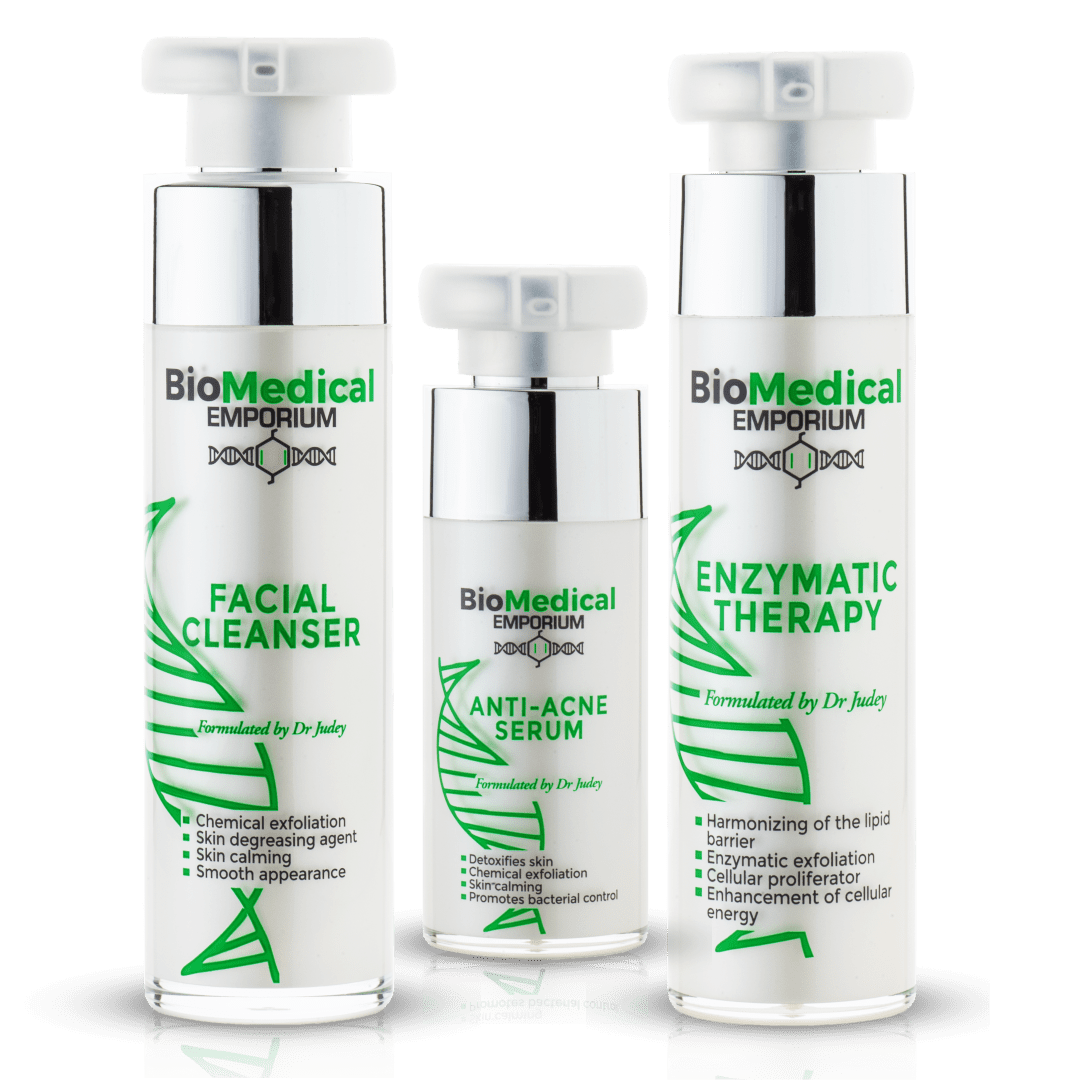 BioMedical
EMPORIUM
FACIAL
CLEANSER
Formulated by Dr Judey
Chemical exfoliation
Skin degreasing agent
Skin calming
Smooth appearance
BioMedical
EMPORIUM
ANTI-ACNE
SERUM
Formulated by Dr Judey
Detoxifies skin
Chemical exfoliation
Skin calming
Promotes bacterial control
BioMedical
EMPORIUM
ENZYMATIC
THERAPY
Formulated by Dr Judey
Harmonizing of the lipid
barrier
Enzymatic exfoliation
Cellular proliferator
Enhancement of cellular
energy